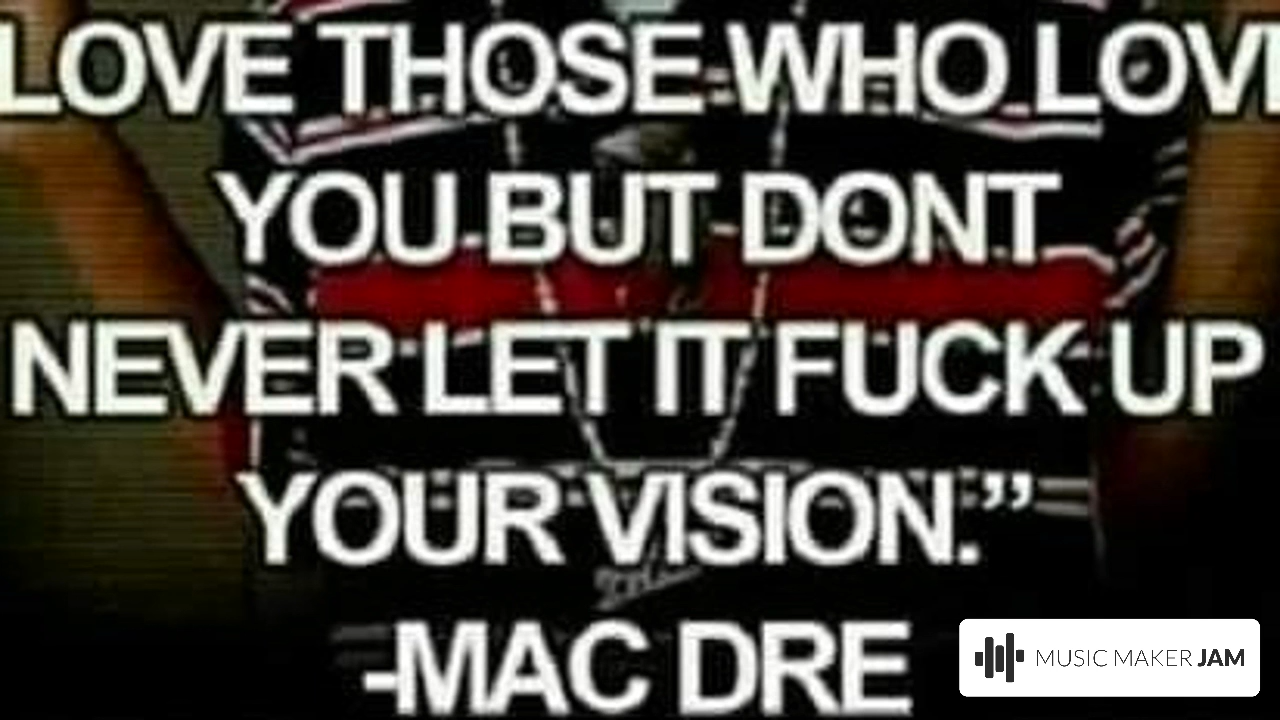 LOVE THOSE WHO LOV
YOU BUT DONT
NEVER LET IT FUCK UP
YOUR VISION.”
-MAC DRE
MUSIC MAKER JAM